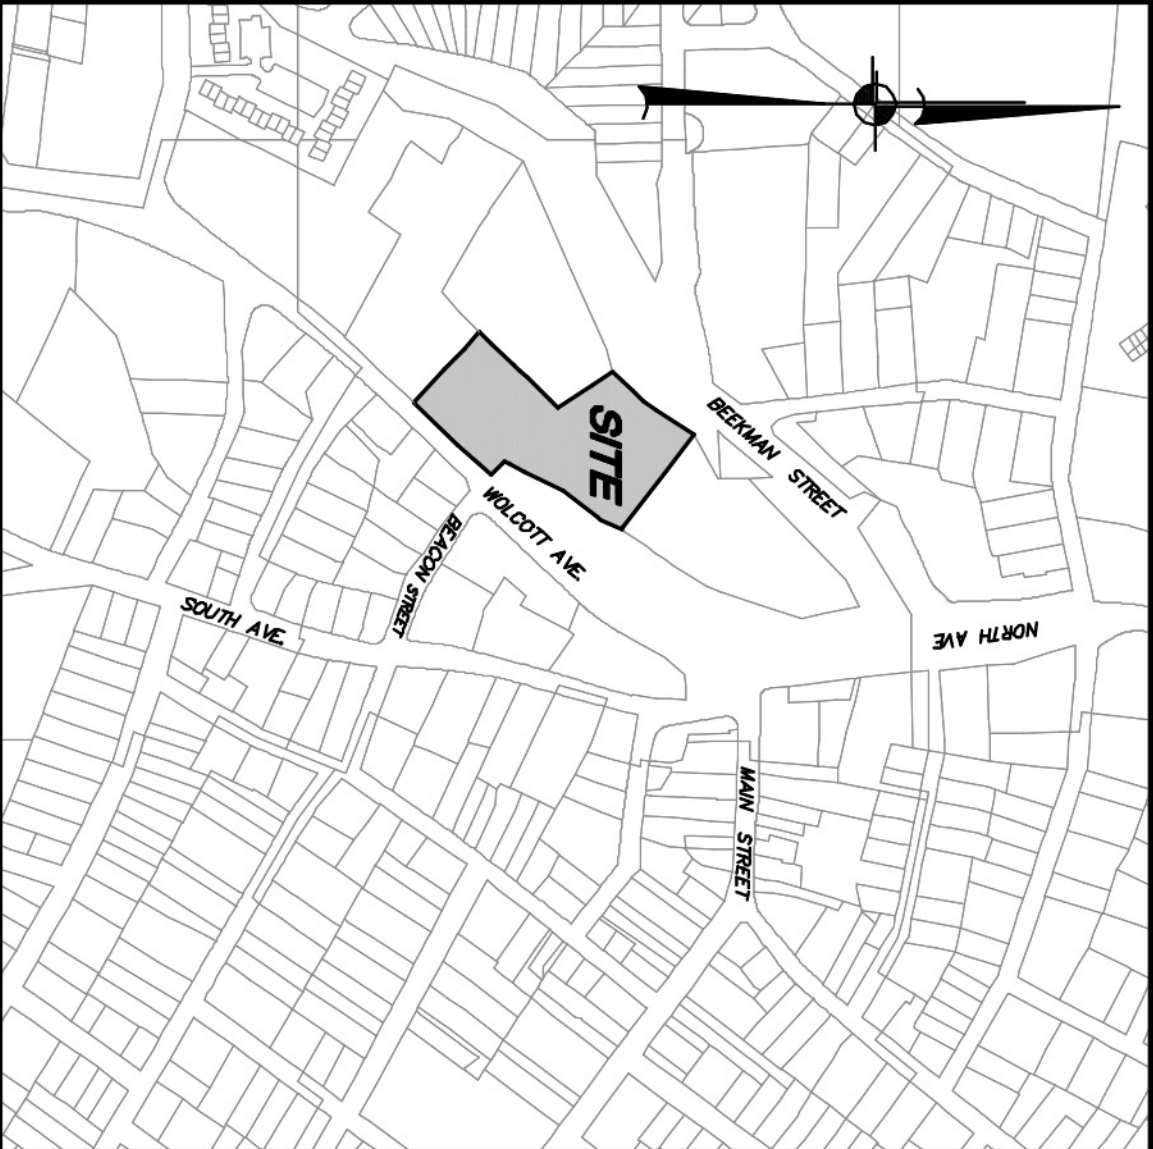 BEEKMAN STREET
SITE
WOLCOTT AVE.
BEACON STREET
SOUTH AVE.
NORTH AVE
MAIN STREET